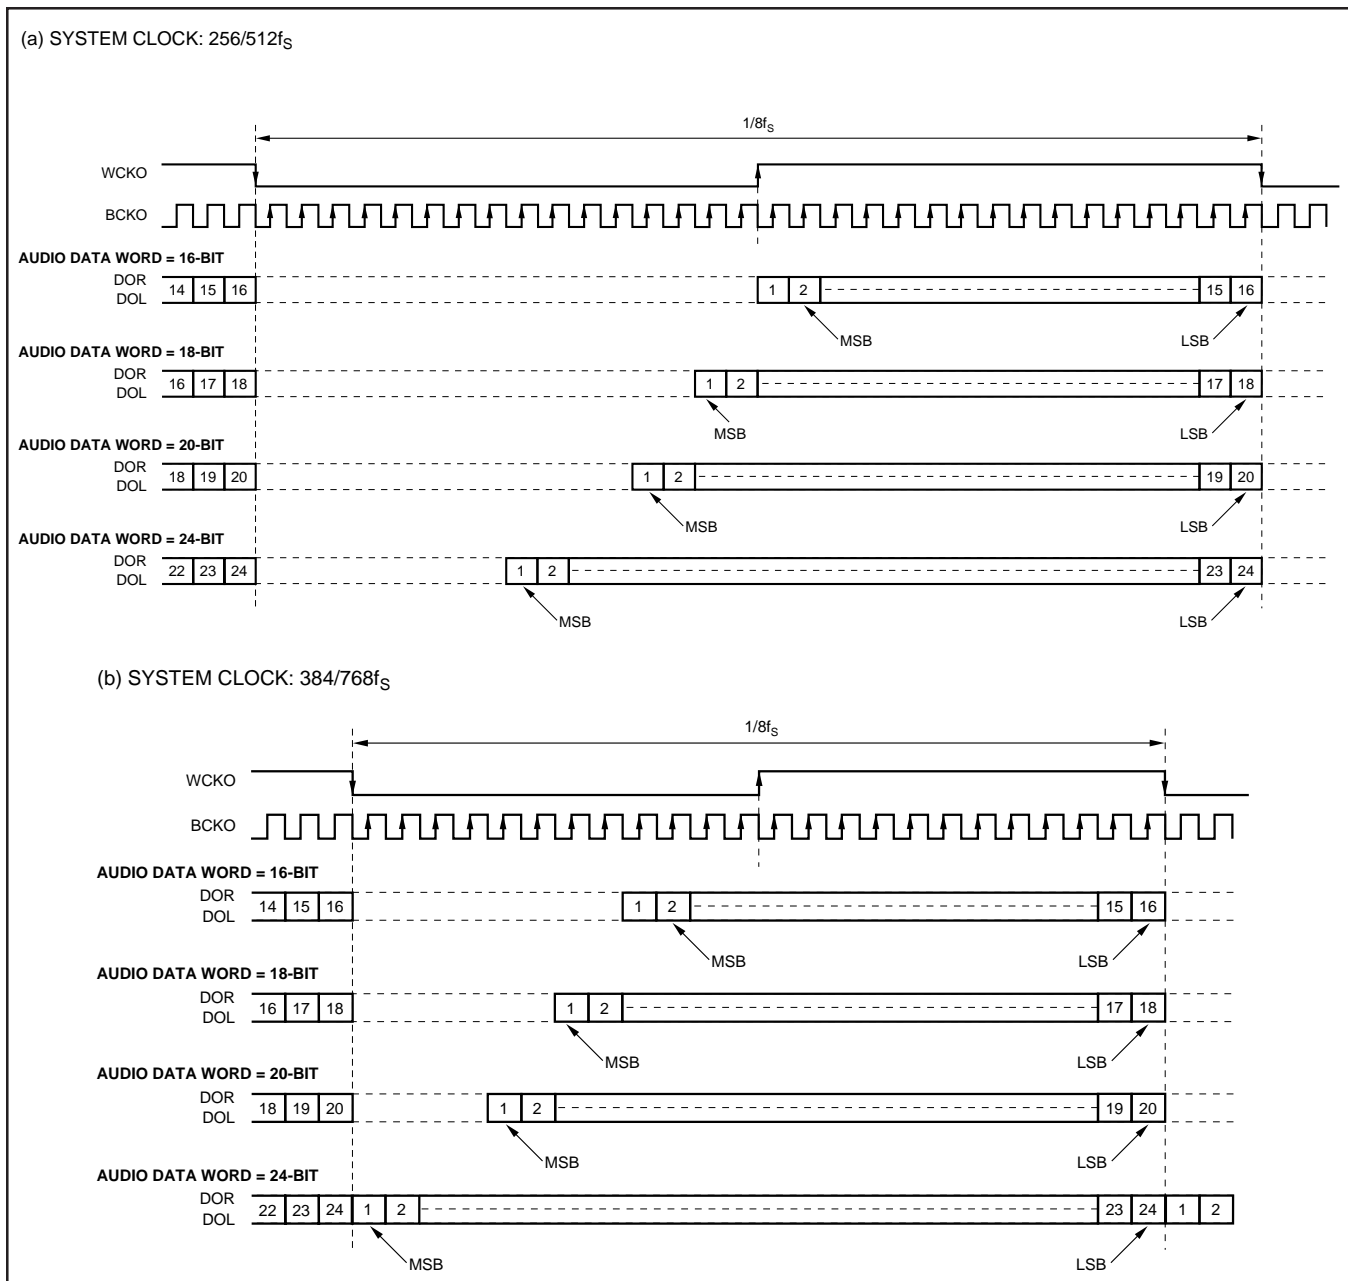 (a) SYSTEM CLOCK: 256/512fS
1/8fS
WCKO
BCKO
AUDIO DATA WORD = 16-BIT
DOR
DOL
14 15 16 1 2 15 16
MSB LSB
AUDIO DATA WORD = 18-BIT
DOR
DOL
16 17 18 1 2 17 18
MSB LSB
AUDIO DATA WORD = 20-BIT
DOR
DOL
18 19 20 1 2 19 20
MSB LSB
AUDIO DATA WORD = 24-BIT
DOR
DOL
22 23 24 1 2 23 24
MSB LSB
(b) SYSTEM CLOCK: 384/768fS
1/8fS
WCKO
BCKO
AUDIO DATA WORD = 16-BIT
DOR
DOL
14 15 16 1 2 15 16
MSB LSB
AUDIO DATA WORD = 18-BIT
DOR
DOL
16 17 18 1 2 17 18
MSB LSB
AUDIO DATA WORD = 20-BIT
DOR
DOL
18 19 20 1 2 19 20
MSB LSB
AUDIO DATA WORD = 24-BIT
DOR
DOL
22 23 24 1 2 23 24 1 2
MSB LSB